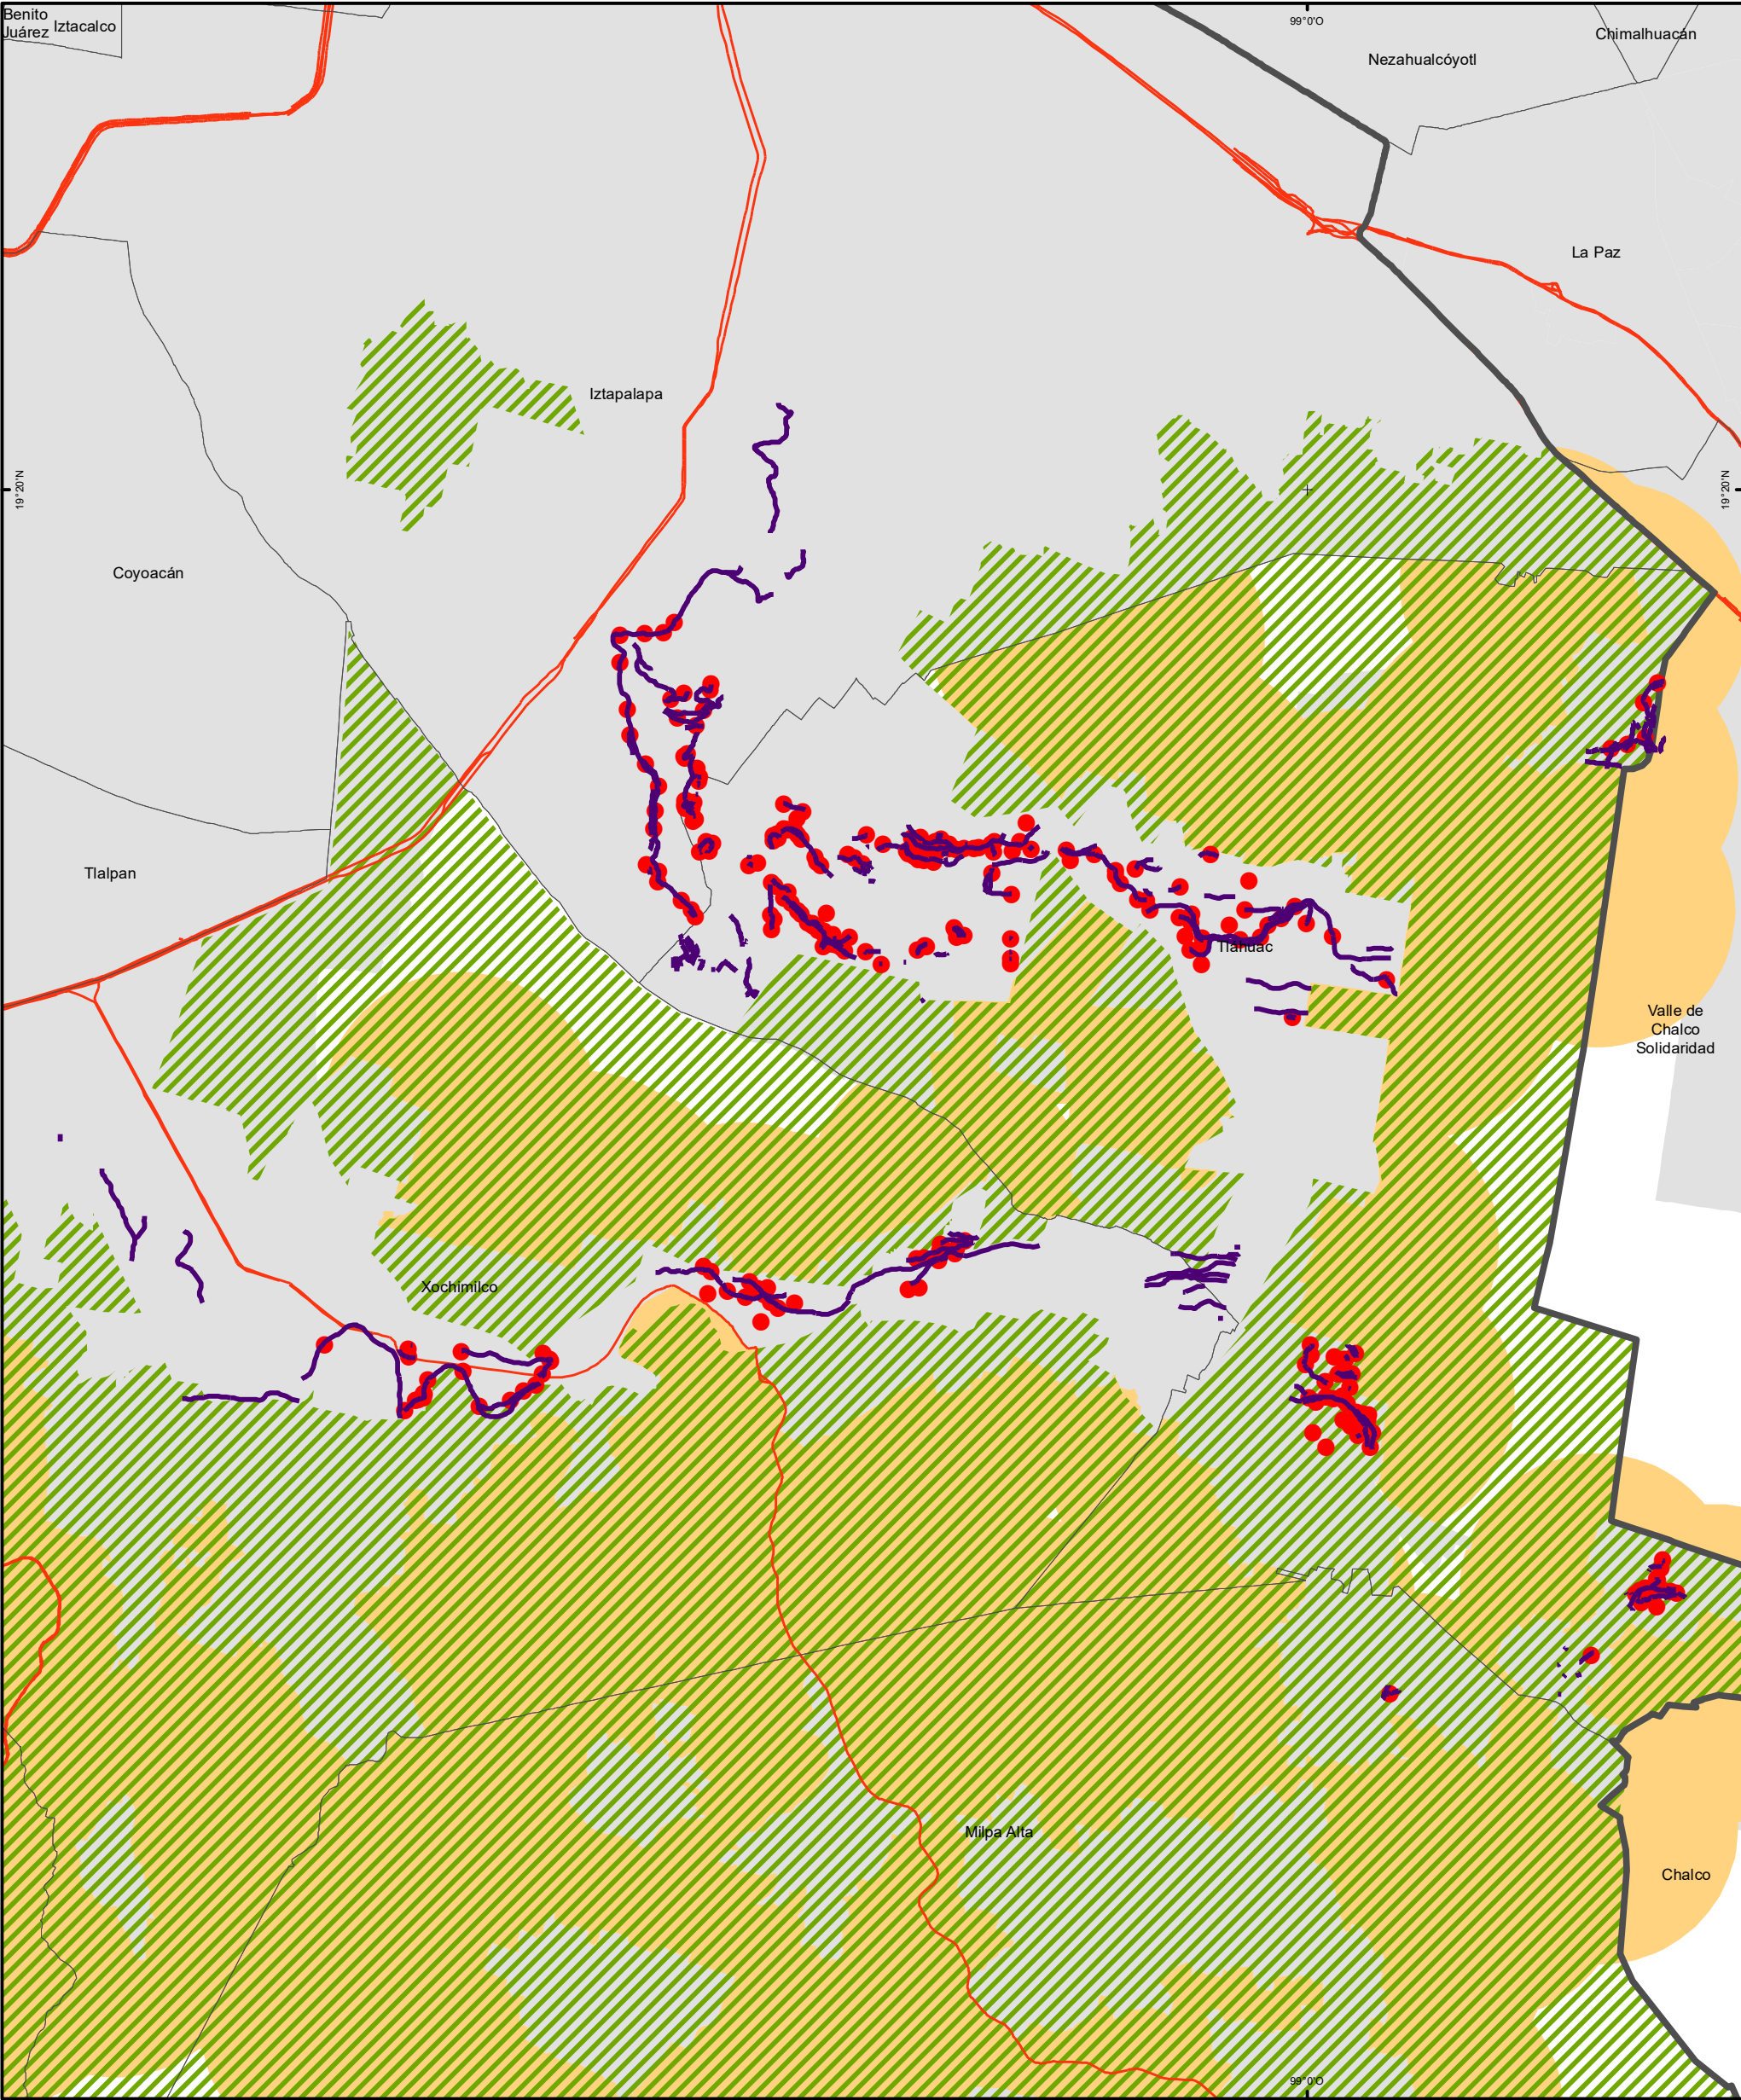 Benito
Juárez
Iztacalco
99°0'O
Chimalhuacán
Nezahualcóyotl
La Paz
Iztapalapa
19°20'N
19°20'N
Coyoacán
Tlalpan
Tláhuac
Valle de
Chalco
Solidaridad
Xochimilco
Milpa Alta
Chalco
99°0'O